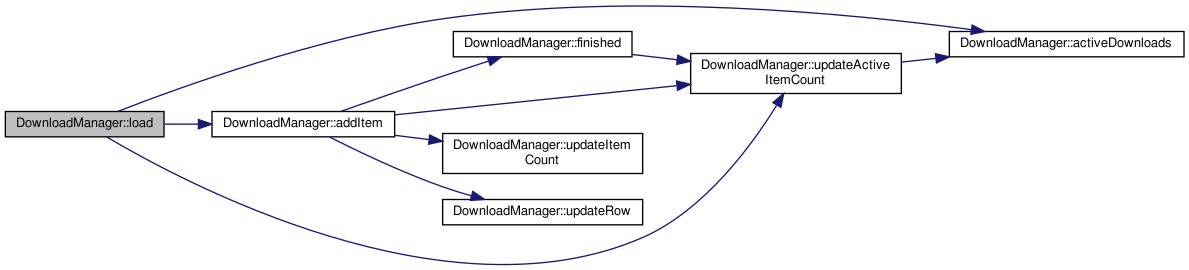 DownloadManager::load
DownloadManager::addItem
DownloadManager::finished
DownloadManager::updateItem
Count
DownloadManager::updateRow
DownloadManager::updateActive
ItemCount
DownloadManager::activeDownloads